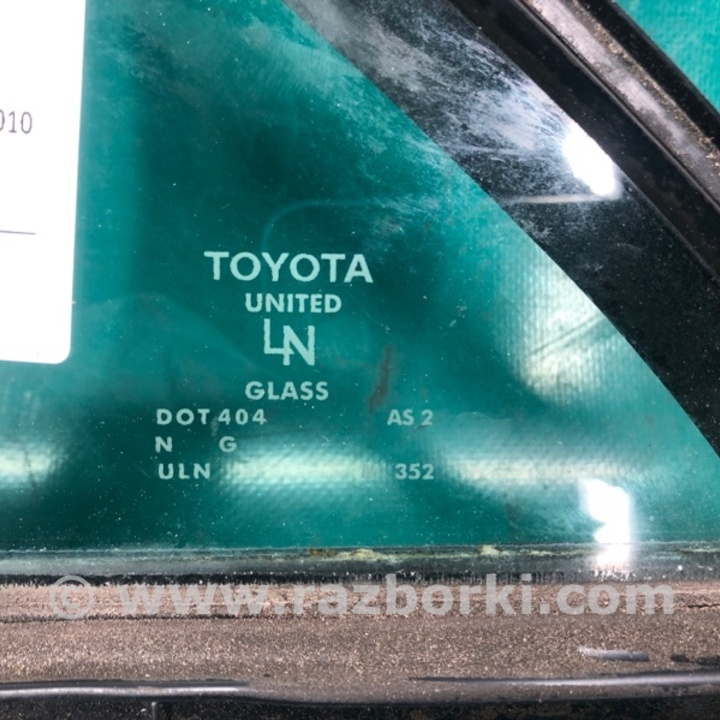 010
TOYOTA
UNITED
LN
GLASS
DOT 404 AS 2
N G
ULN 352
© www.razborki.com